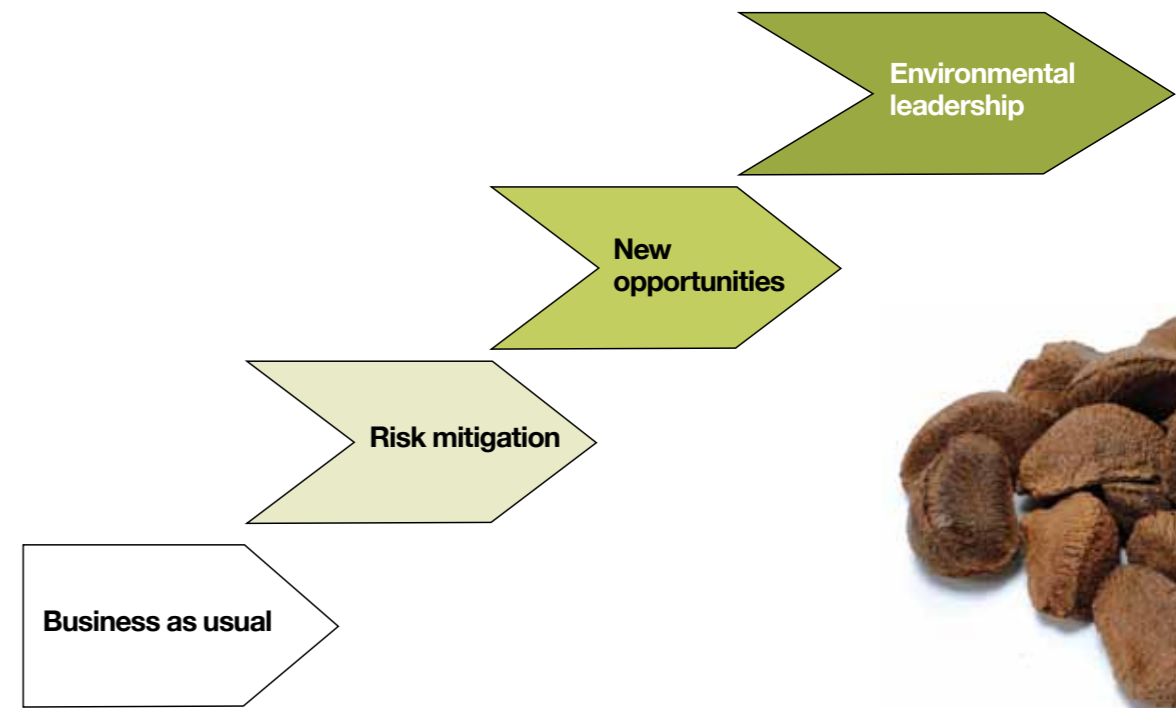 Environmental
leadership
New
opportunities
Risk mitigation
Business as usual